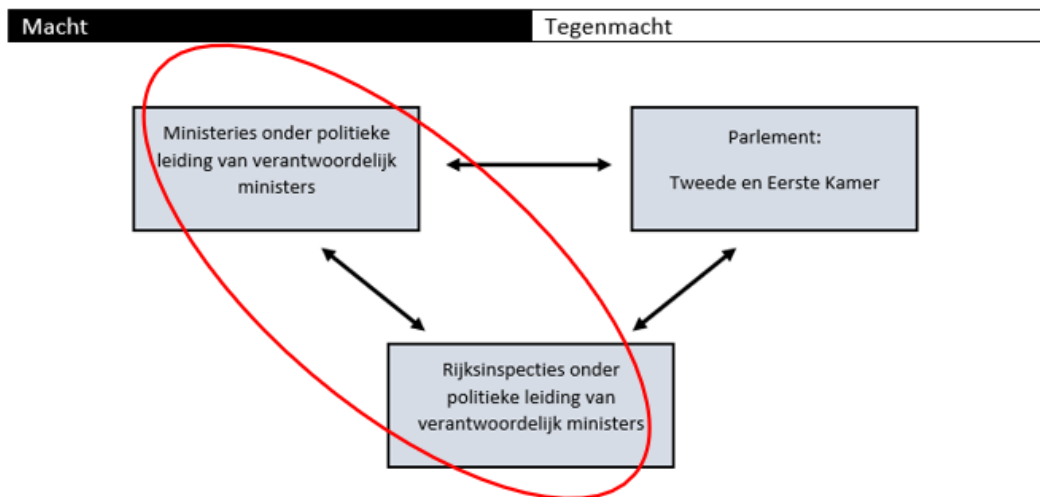 Macht
Tegenmacht
Ministeries onder politieke
leiding van verantwoordelijk
ministers
Parlement:
Tweede en Eerste Kamer
Rijksinspecties onder
politieke leiding van
verantwoordelijk ministers